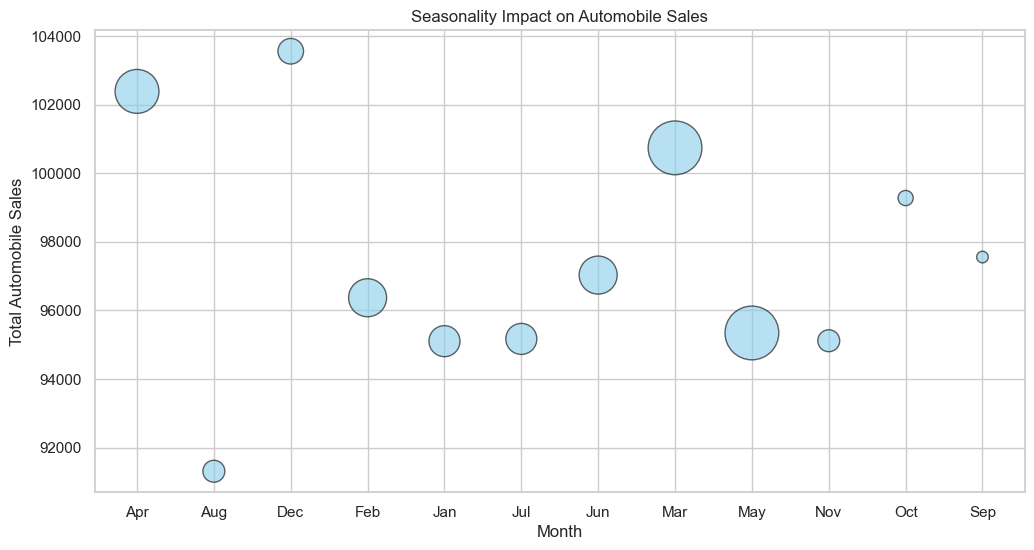 Seasonality Impact on Automobile Sales
104000
102000
100000
98000
96000
94000
92000
Total Automobile Sales
Apr Aug Dec Feb Jan Jul Jun Mar May Nov Oct Sep
Month